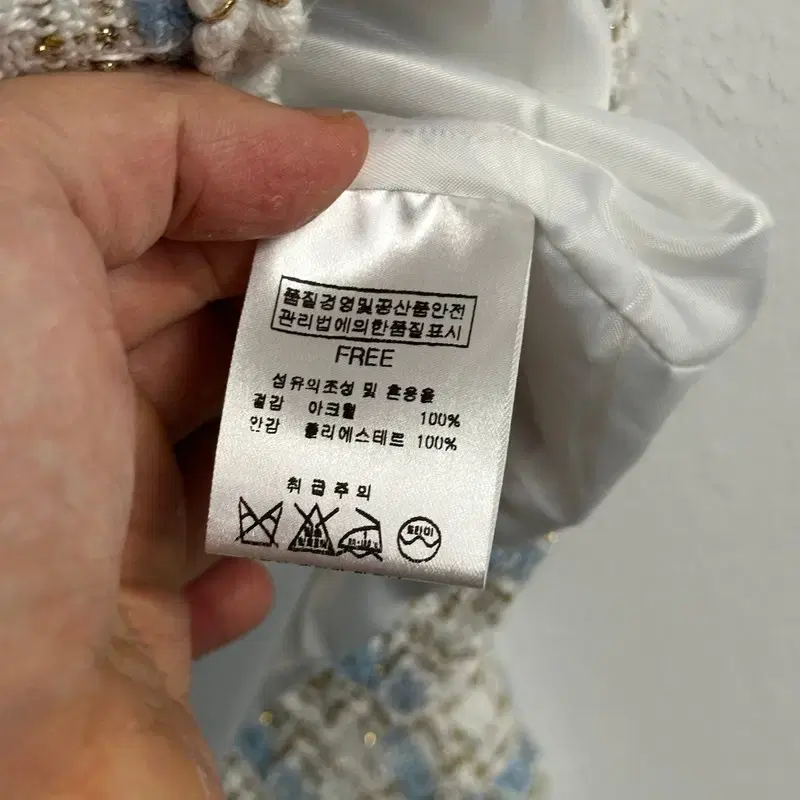 품질경영및공산품안전
관리법에의한품질표시
FREE
섬유의조성 및 혼용율
겉감 아크릴 100%
안감 폴리에스테르 100%
취급주의
드라이